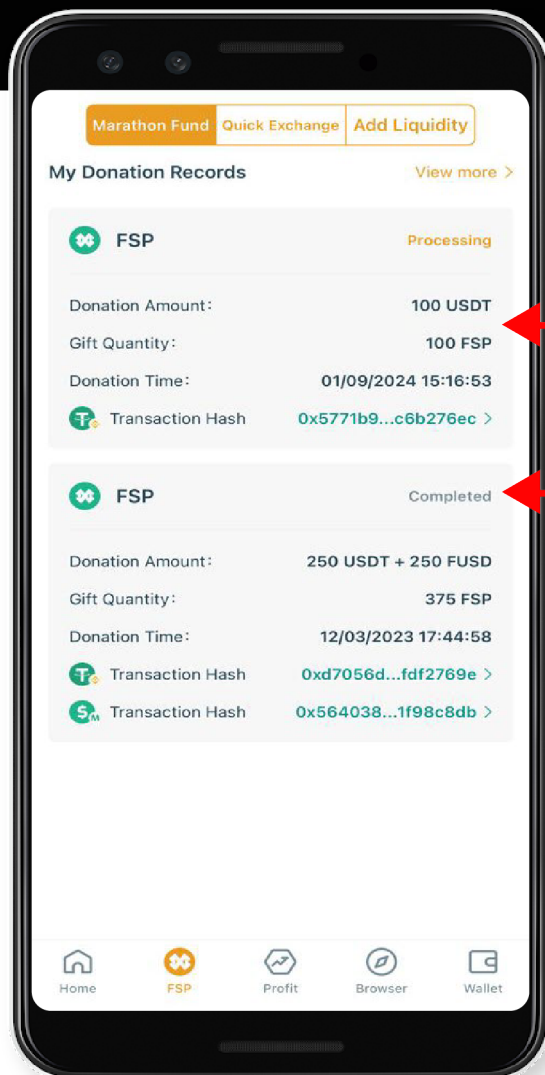 Marathon Fund Quick Exchange Add Liquidity
My Donation Records View more >
FSP Processing
Donation Amount: 100 USDT
Gift Quantity: 100 FSP
Donation Time: 01/09/2024 15:16:53
Transaction Hash 0x5771b9...c6b276ec >
FSP Completed
Donation Amount: 250 USDT + 250 FUSD
Gift Quantity: 375 FSP
Donation Time: 12/03/2023 17:44:58
Transaction Hash 0xd7056d...fdf2769e >
Transaction Hash 0x564038...1f98c8db >
Home FSP Profit Browser Wallet